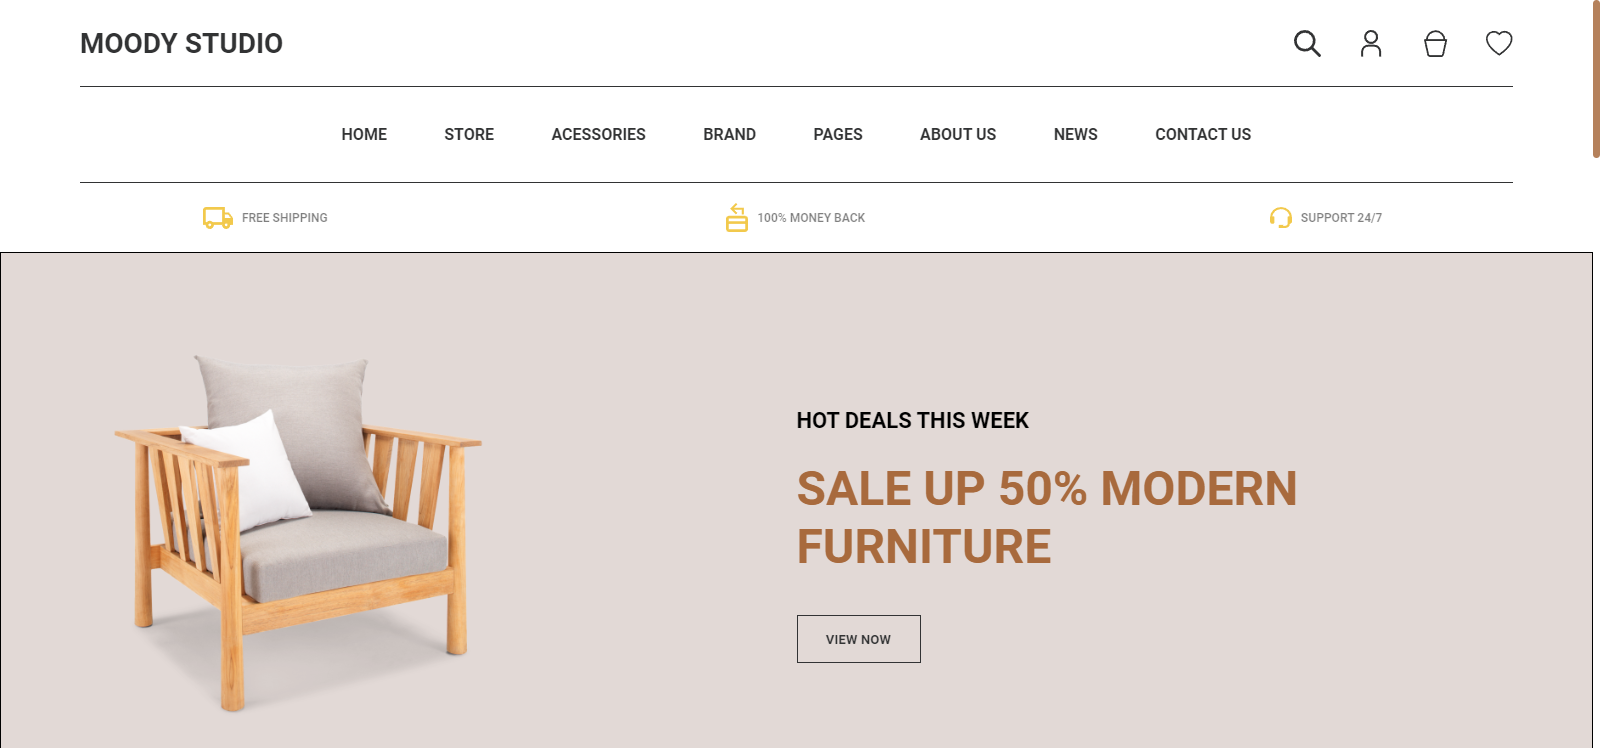 MOODY STUDIO
HOME STORE ACESSORIES BRAND PAGES ABOUT US NEWS CONTACT US
FREE SHIPPING 100% MONEY BACK SUPPORT 24/7
HOT DEALS THIS WEEK
SALE UP 50% MODERN
FURNITURE
VIEW NOW